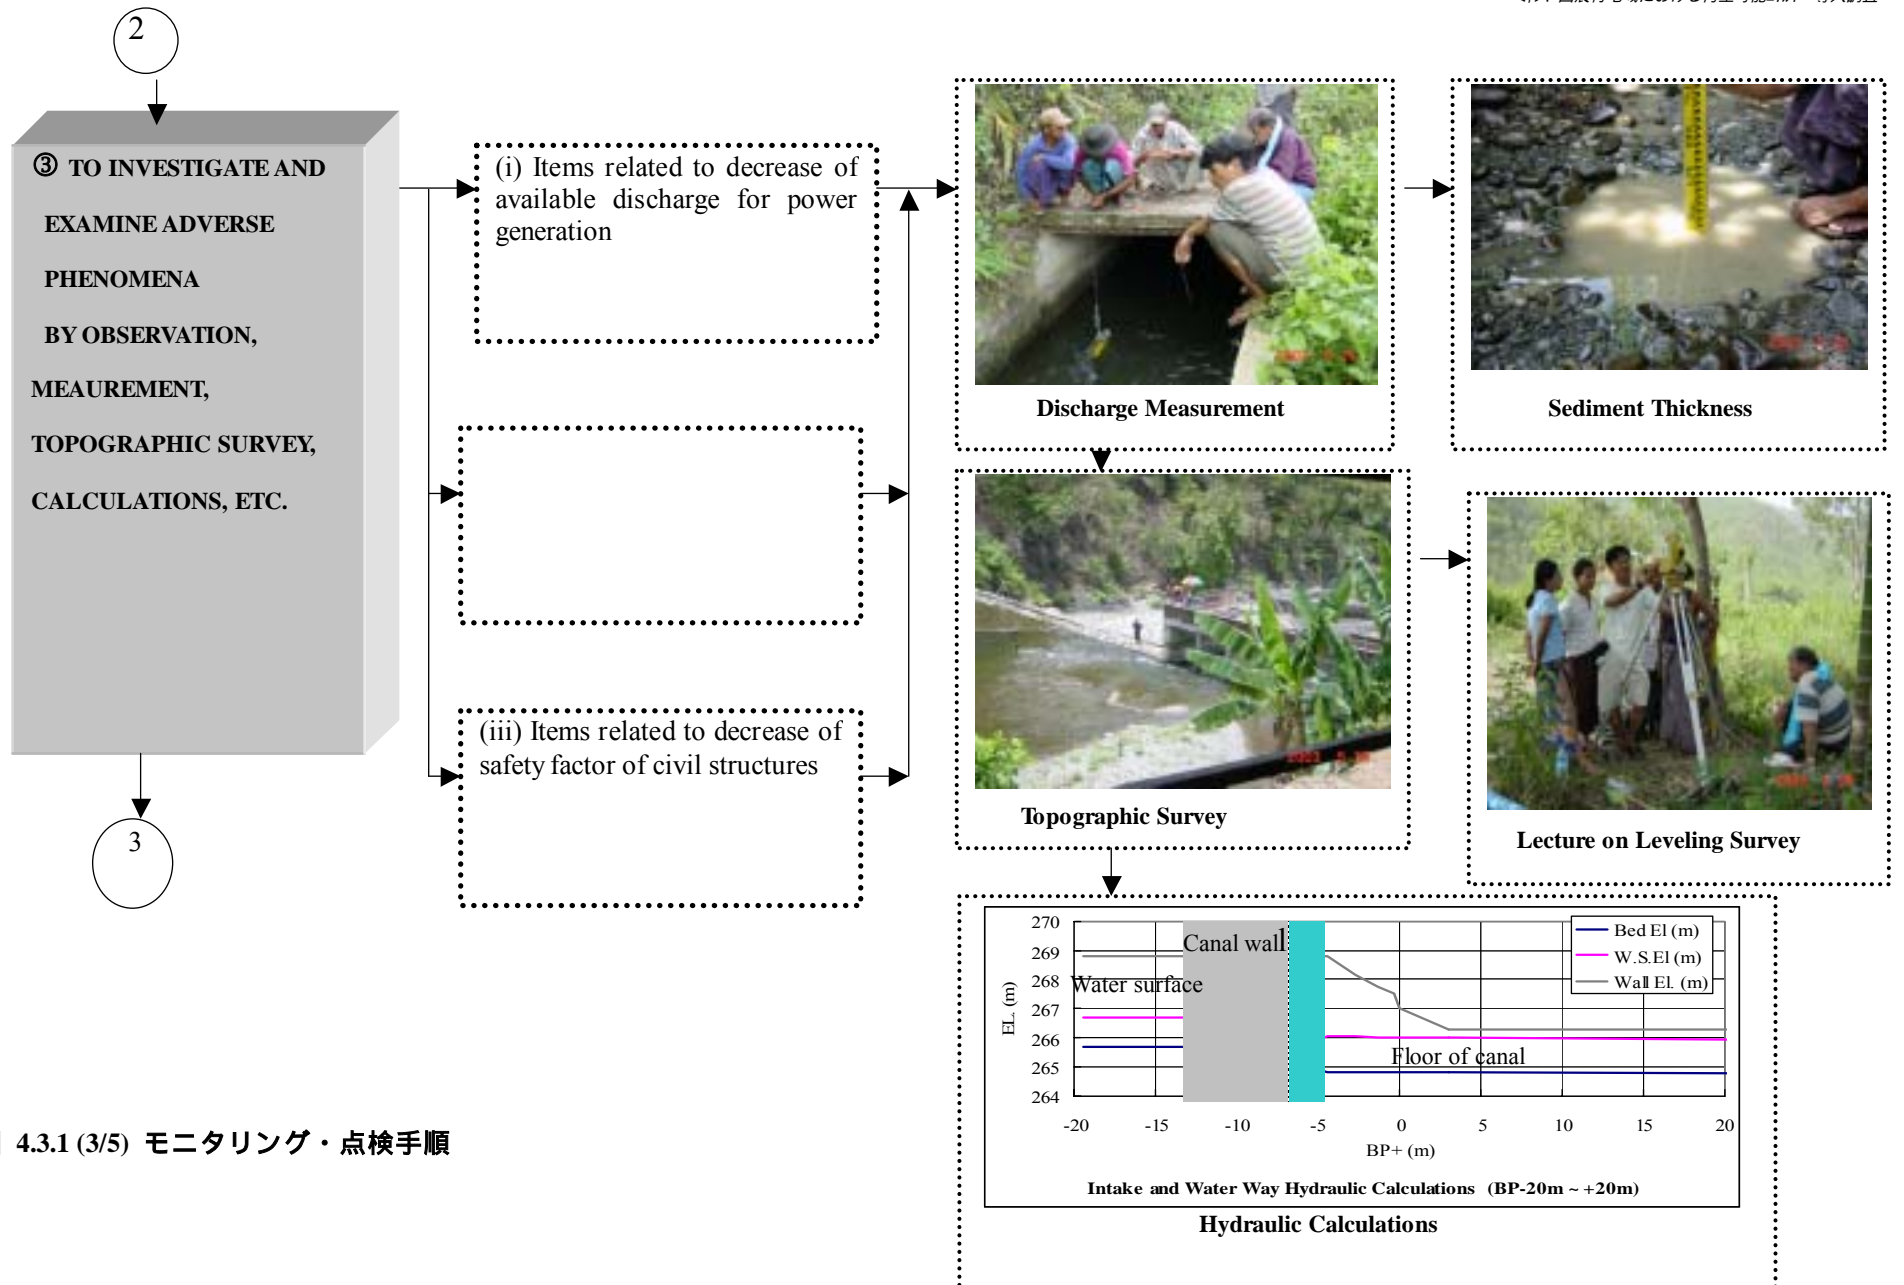 2
③ TO INVESTIGATE AND
EXAMINE ADVERSE
PHENOMENA
BY OBSERVATION,
MEAUREMENT,
TOPOGRAPHIC SURVEY,
CALCULATIONS, ETC.
3
(i) Items related to decrease of
available discharge for power
generation
(iii) Items related to decrease of
safety factor of civil structures
Discharge Measurement
Sediment Thickness
Topographic Survey
Lecture on Leveling Survey
270
269
268
267
266
265
264
EL. (m)
Canal wall
Water surface
Floor of canal
Bed El (m)
W.S.El (m)
Wall El. (m)
-20 -15 -10 -5 0 5 10 15 20
BP+ (m)
Intake and Water Way Hydraulic Calculations (BP-20m ~ +20m)
Hydraulic Calculations
4.3.1 (3/5) モニタリング・点検手順